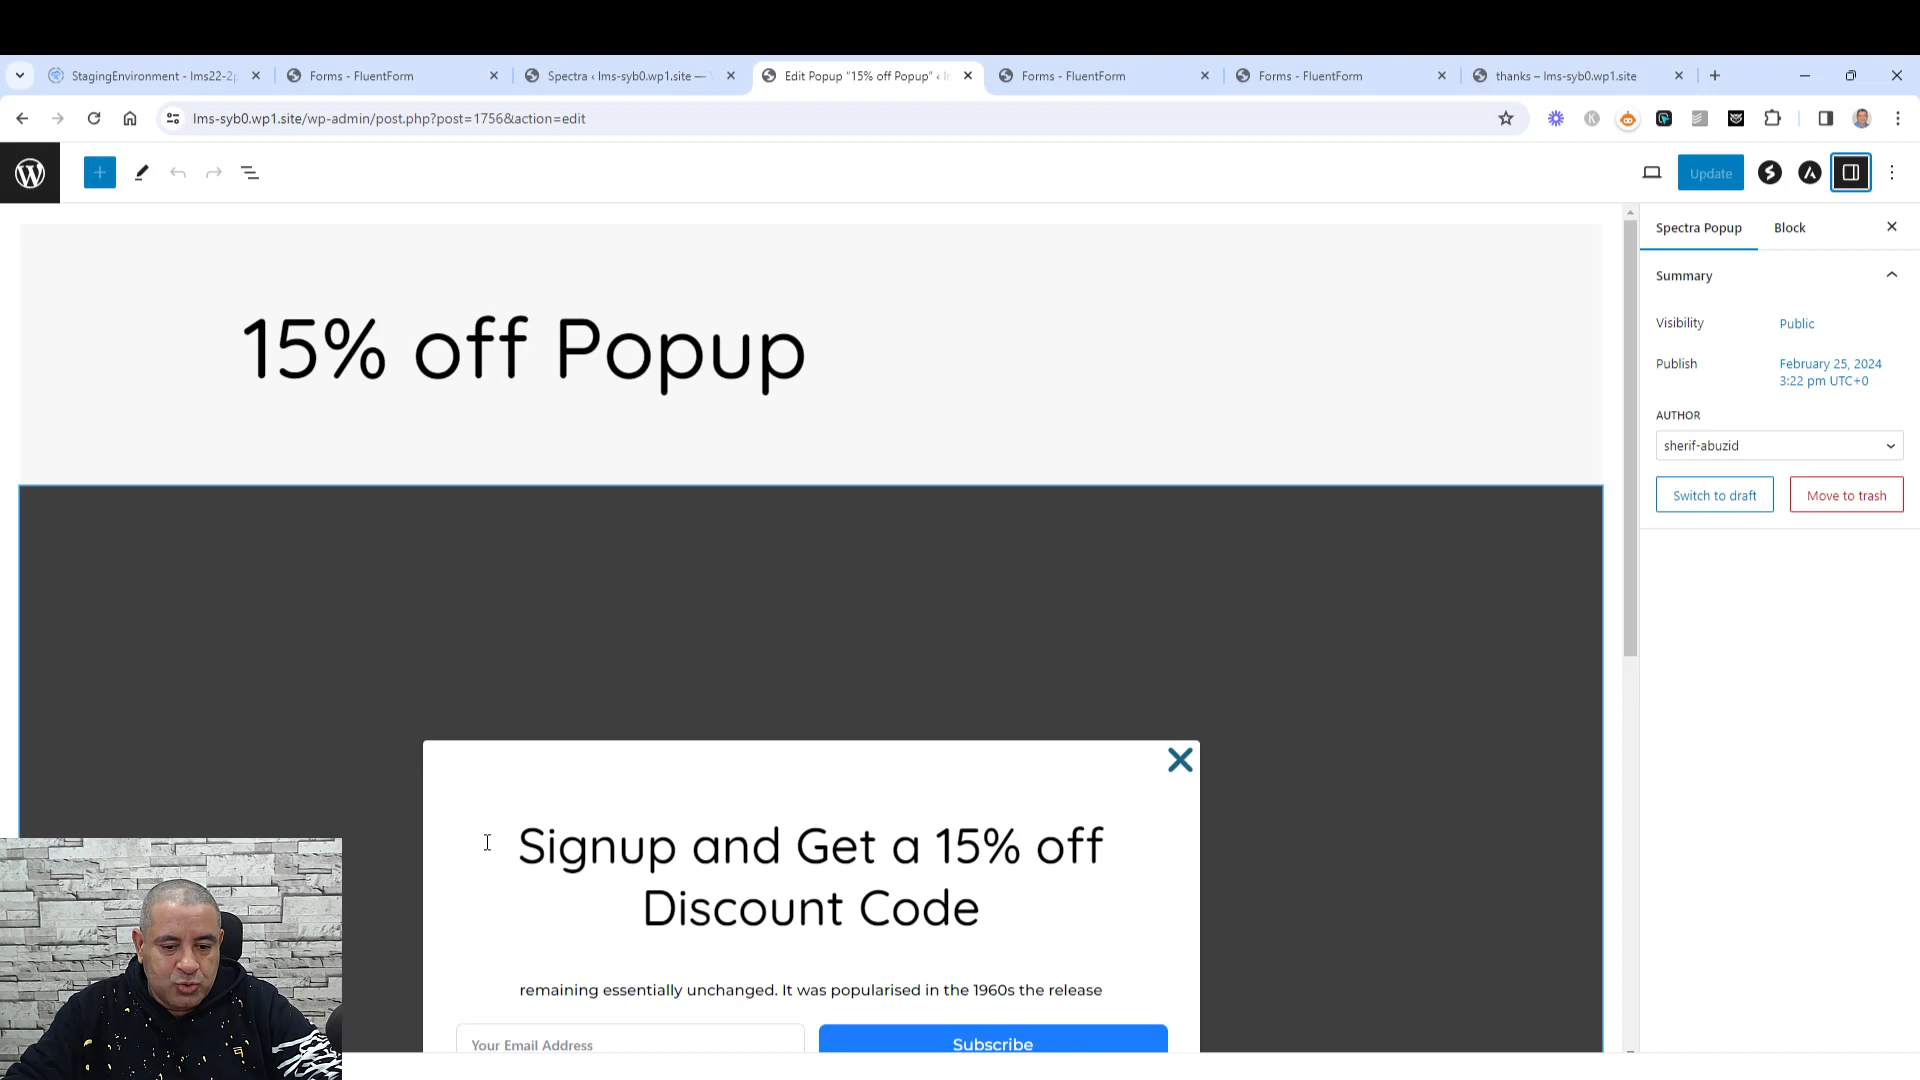 StagingEnvironment - lms22-2p
Forms - FluentForm
Spectra ‹ lms-syb0.wp1.site —
Edit Popup "15% off Popup" ‹
Forms - FluentForm
Forms - FluentForm
thanks – lms-syb0.wp1.site
lms-syb0.wp1.site/wp-admin/post.php?post=1756&action=edit
Update
15% off Popup
Signup and Get a 15% off
Discount Code
remaining essentially unchanged. It was popularised in the 1960s the release
Your Email Address
Subscribe
Spectra Popup
Block
Summary
Visibility
Public
Publish
February 25, 2024
3:22 pm UTC+0
AUTHOR
sherif-abuzid
Switch to draft
Move to trash